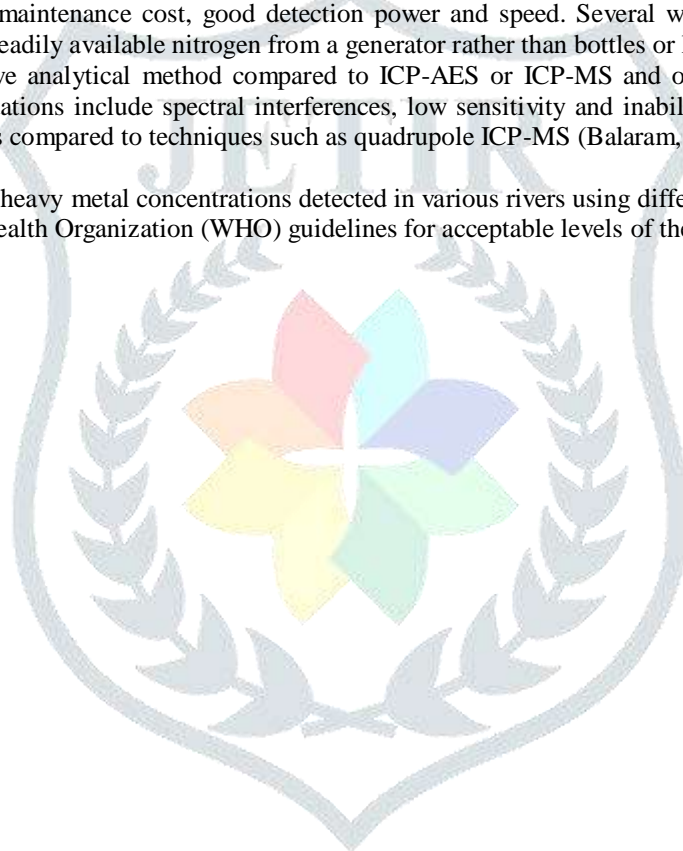 maintenance cost, good detection power and speed. Several w
eadily available nitrogen from a generator rather than bottles or
ve analytical method compared to ICP-AES or ICP-MS and o
ations include spectral interferences, low sensitivity and inabil
s compared to techniques such as quadrupole ICP-MS (Balaram,
JETIR
heavy metal concentrations detected in various rivers using diffe
ealth Organization (WHO) guidelines for acceptable levels of the